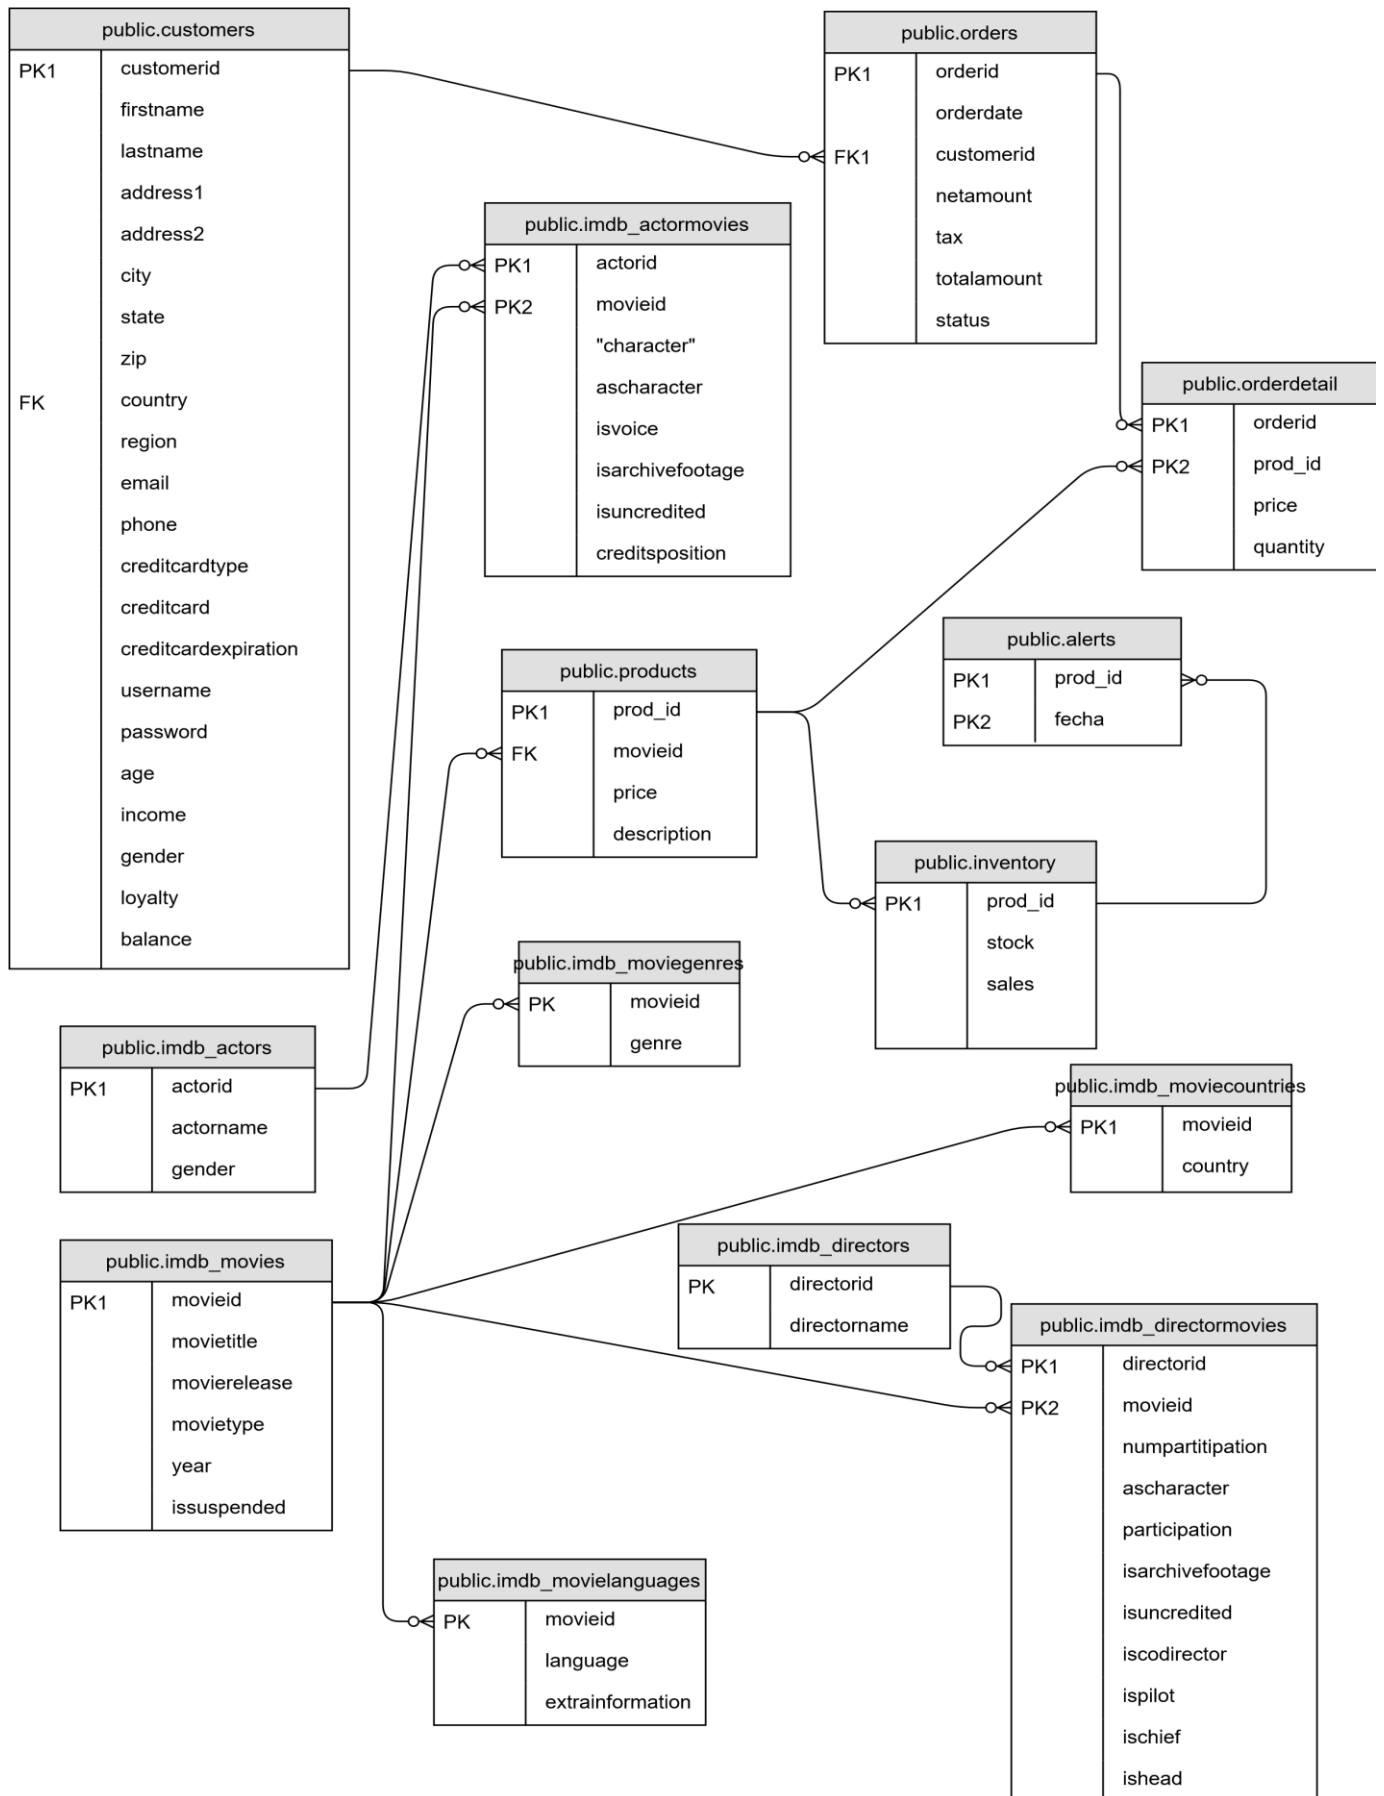 public.customers
PK1 customerid
firstname
lastname
address1
address2
city
state
zip
FK country
region
email
phone
creditcardtype
creditcard
creditcardexpiration
username
password
age
income
gender
loyalty
balance
public.orders
PK1 orderid
orderdate
FK1 customerid
netamount
tax
totalamount
status
public.imdb_actormovies
PK1 actorid
PK2 movieid
"character"
ascharacter
isvoice
isarchivefootage
isuncredited
creditsposition
public.orderdetail
PK1 orderid
PK2 prod_id
price
quantity
public.alerts
PK1 prod_id
PK2 fecha
public.products
PK1 prod_id
FK movieid
price
description
public.inventory
PK1 prod_id
stock
sales
public.imdb_moviegenres
PK movieid
genre
public.imdb_actors
PK1 actorid
actorname
gender
public.imdb_moviecountries
PK1 movieid
country
public.imdb_movies
PK1 movieid
movietitle
movierelease
movietype
year
issuspended
public.imdb_directors
PK directorid
directorname
public.imdb_directormovies
PK1 directorid
PK2 movieid
numpartitipation
ascharacter
participation
isarchivefootage
isuncredited
iscodirector
ispilot
ischief
ishead
public.imdb_movielanguages
PK movieid
language
extrainformation